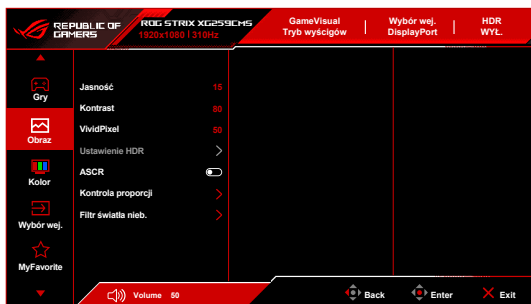 REPUBLIC OF
GAMERS
ROG STRIX XG259CMS
1920x1080 | 310Hz
GameVisual
Tryb wyścigów
Wybór wej.
DisplayPort
HDR
WYŁ.
Gry
Obraz
Kolor
Wybór wej.
MyFavorite
Jasność 15
Kontrast 80
VividPixel 50
Ustawienie HDR
ASCR
Kontrola proporcji
Filtr światła nieb.
Volume 50
Back
Enter
Exit